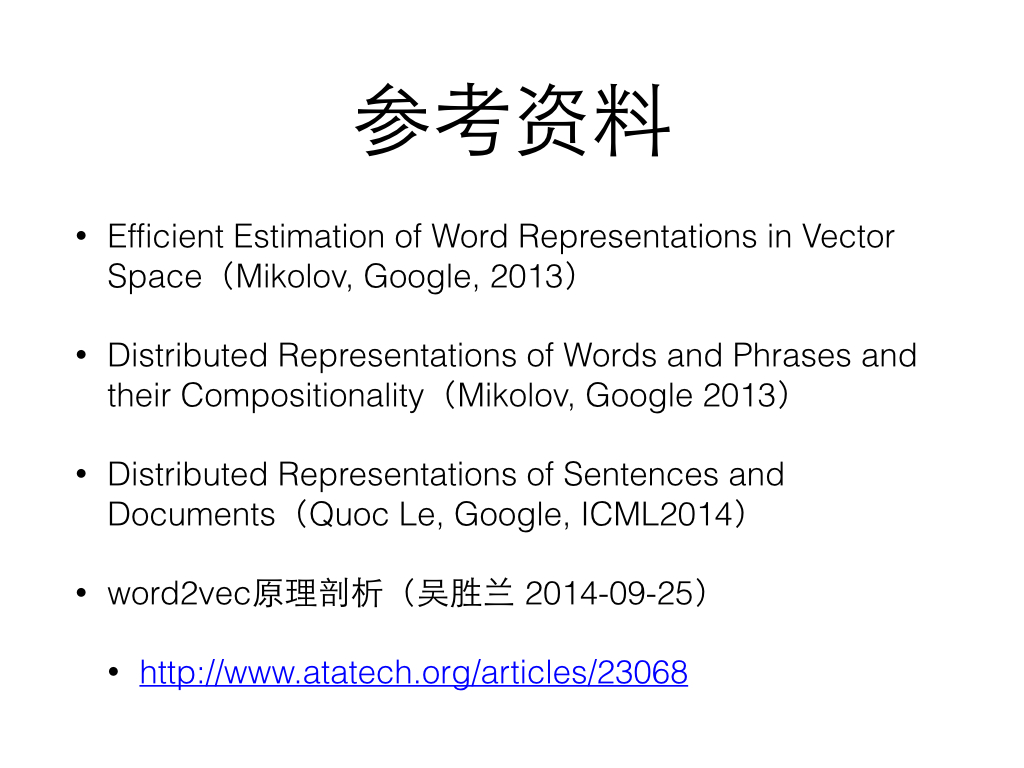 参考资料
• Efficient Estimation of Word Representations in Vector
Space（Mikolov, Google, 2013）
• Distributed Representations of Words and Phrases and
their Compositionality（Mikolov, Google 2013）
• Distributed Representations of Sentences and
Documents（Quoc Le, Google, ICML2014）
• word2vec原理剖析（吴胜兰 2014-09-25）
• http://www.atatech.org/articles/23068